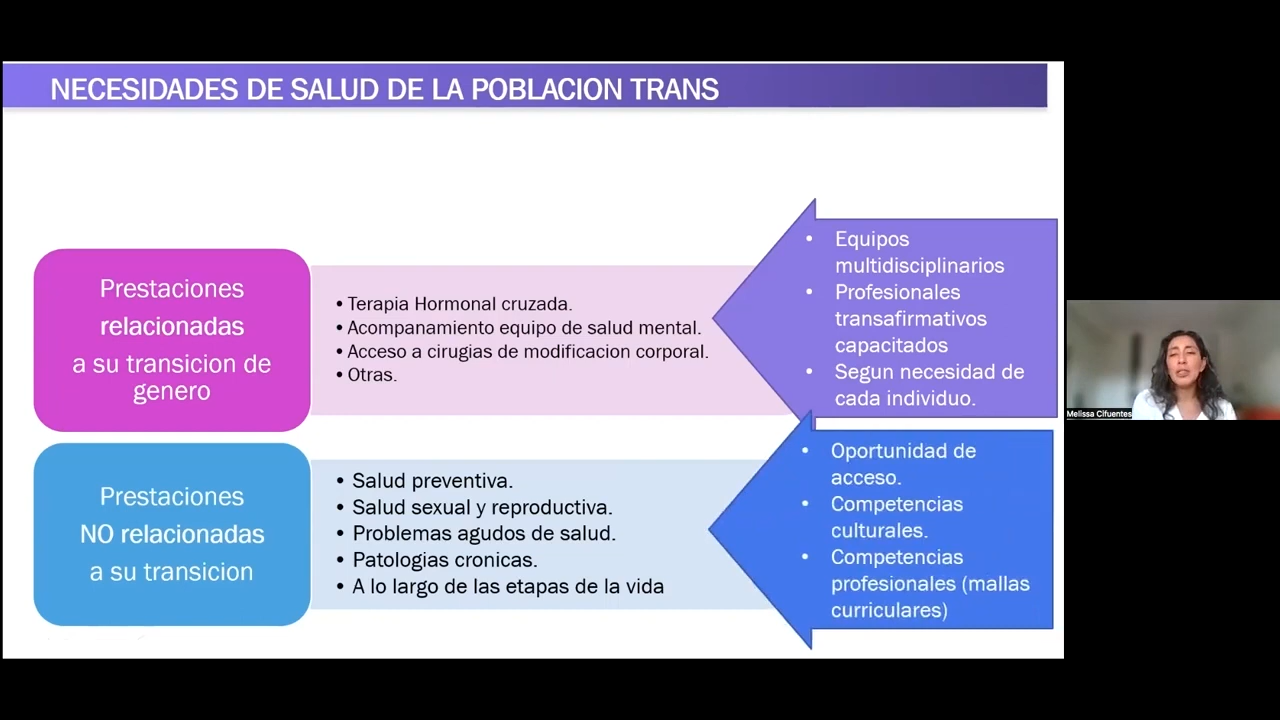 NECESIDADES DE SALUD DE LA POBLACION TRANS
Prestaciones
relacionadas
a su transicion de
genero
• Terapia Hormonal cruzada.
• Acompanamiento equipo de salud mental.
• Acceso a cirugias de modificacion corporal.
• Otras.
• Equipos
multidisciplinarios
• Profesionales
transafirmativos
capacitados
• Segun necesidad de
cada individuo.
Prestaciones
NO relacionadas
a su transicion
• Salud preventiva.
• Salud sexual y reproductiva.
• Problemas agudos de salud.
• Patologias cronicas.
• A lo largo de las etapas de la vida
• Oportunidad de
acceso.
• Competencias
culturales.
• Competencias
profesionales (mallas
curriculares)
Melissa Cifuentes